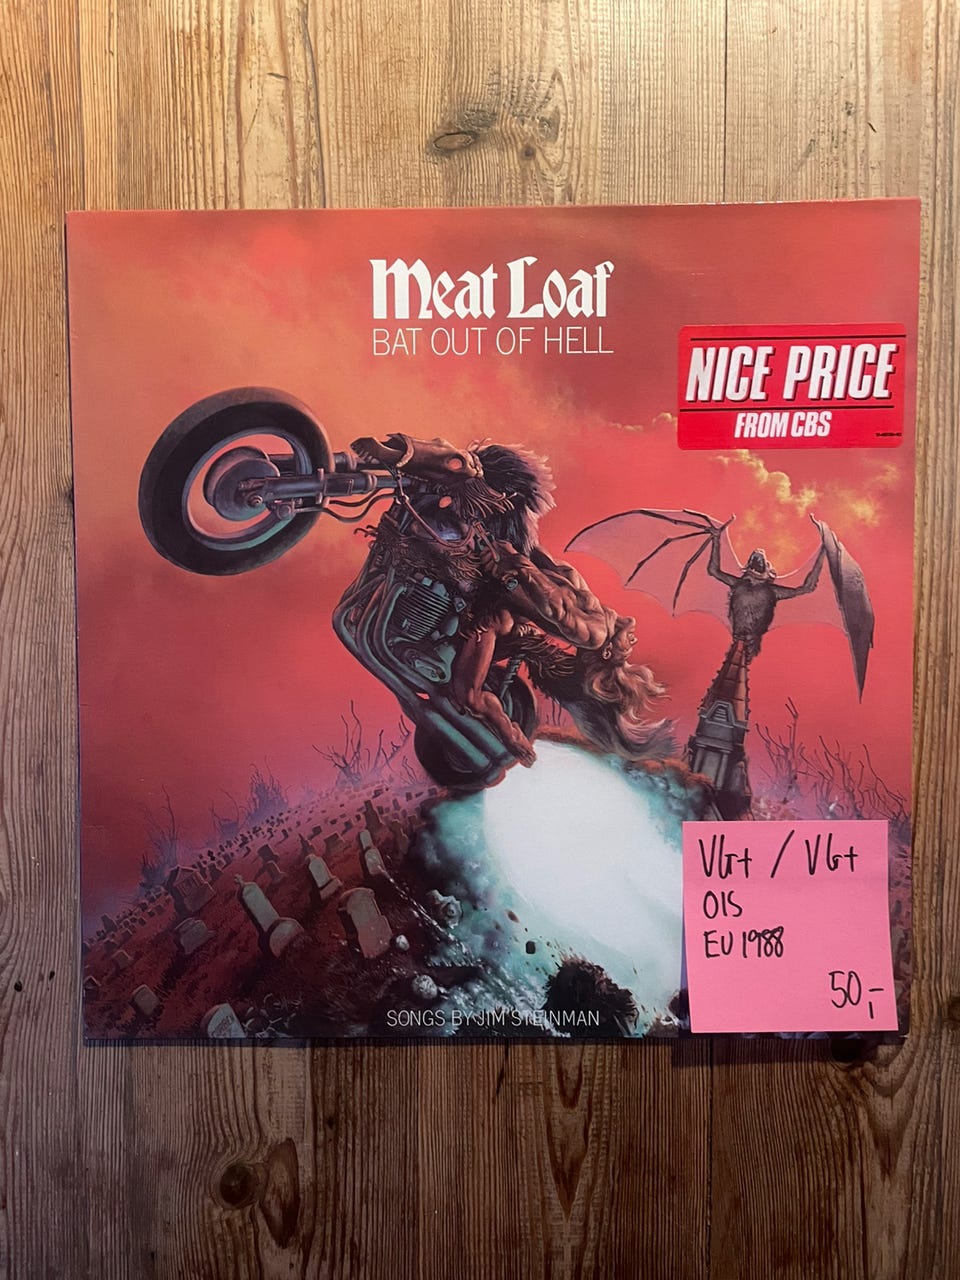 Meat Loaf
BAT OUT OF HELL
NICE PRICE
FROM CBS
VG+ / VG+
OIS
EU 1988
50,-
SONGS BY JIM STEINMAN